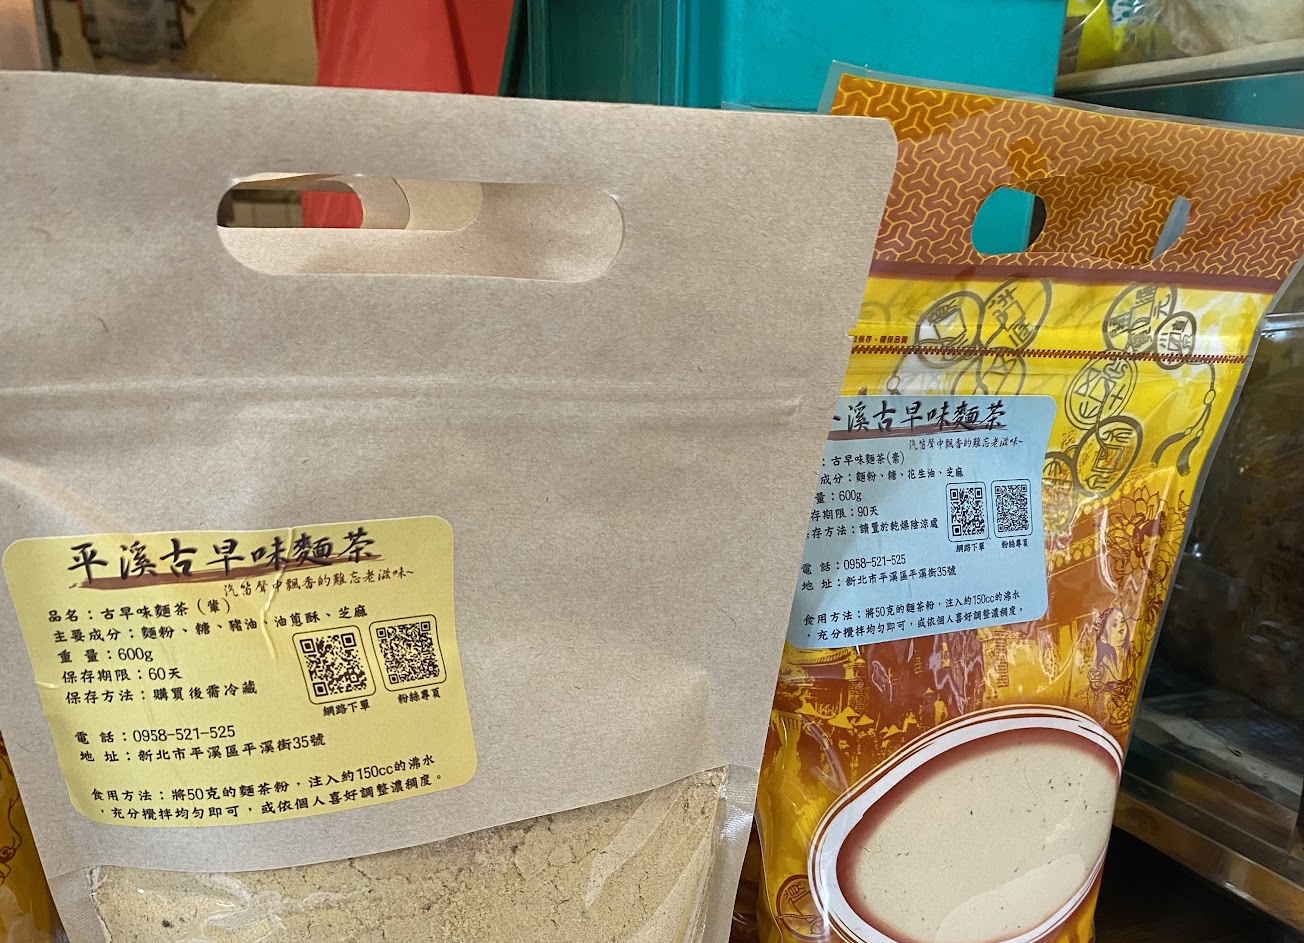 平溪古早味麵茶
汽笛聲中飄香的難忘老滋味~
品名：古早味麵茶（葷）
主要成分：麵粉、糖、豬油、油蔥酥、芝麻
重 量：600g
保存期限：60天
保存方法：購買後需冷藏
網路下單
粉絲專頁
電 話：0958-521-525
地 址：新北市平溪區平溪街35號
食用方法：將50克的麵茶粉，注入約150cc的沸水
，充分攪拌均勻即可，或依個人喜好調整濃稠度。
溪古早味麵茶
汽笛聲中飄香的難忘老滋味~
：古早味麵茶(素)
成分：麵粉、糖、花生油、芝麻
量：600g
存期限：90天
存方法：請置於乾燥陰涼處
網路下單
粉絲專頁
電 話：0958-521-525
地 址：新北市平溪區平溪街35號
食用方法：將50克的麵茶粉，注入約150cc的沸水
，充分攪拌均勻即可，或依個人喜好調整濃稠度。